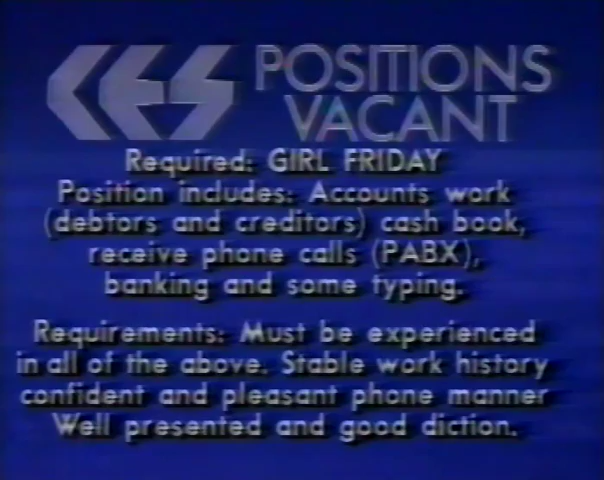 CES POSITIONS
VACANT
Required: GIRL FRIDAY
Position includes: Accounts work
(debtors and creditors) cash book,
receive phone calls (PABX),
banking and some typing.
Requirements: Must be experienced
in all of the above. Stable work history
confident and pleasant phone manner
Well presented and good diction.